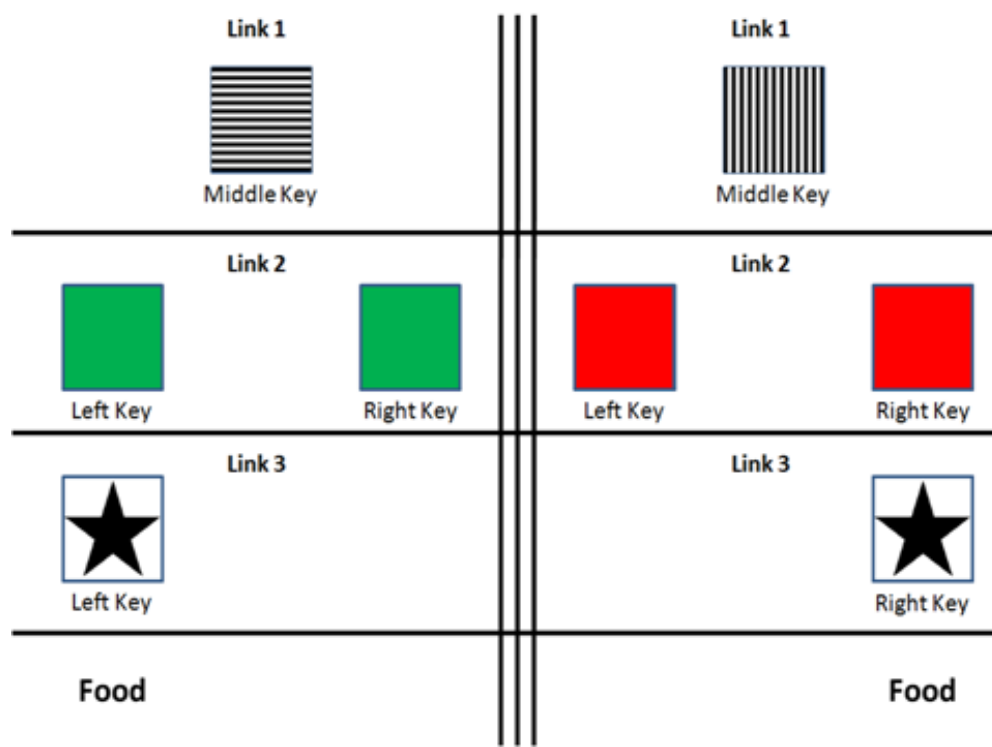 Link 1
Middle Key
Link 2
Left Key Right Key
Link 3
Left Key
Food
Link 1
Middle Key
Link 2
Left Key Right Key
Link 3
Right Key
Food